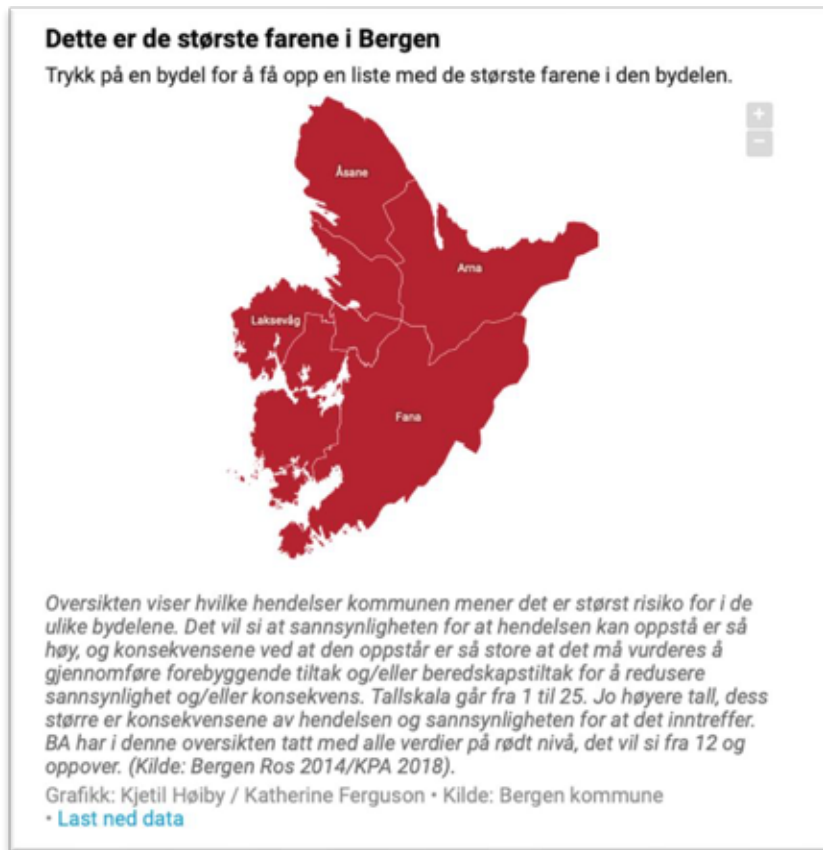 Dette er de største farene i Bergen
Trykk på en bydel for å få opp en liste med de største farene i den bydelen.
+
−
Åsane
Arna
Laksevåg
Fana
Oversikten viser hvilke hendelser kommunen mener det er størst risiko for i de
ulike bydelene. Det vil si at sannsynligheten for at hendelsen kan oppstå er så
høy, og konsekvensene ved at den oppstår er så store at det må vurderes å
gjennomføre forebyggende tiltak og/eller beredskapstiltak for å redusere
sannsynlighet og/eller konsekvens. Tallskala går fra 1 til 25. Jo høyere tall, dess
større er konsekvensene av hendelsen og sannsynligheten for at det inntreffer.
BA har i denne oversikten tatt med alle verdier på rødt nivå, det vil si fra 12 og
oppover. (Kilde: Bergen Ros 2014/KPA 2018).
Grafikk: Kjetil Høiby / Katherine Ferguson • Kilde: Bergen kommune
• Last ned data